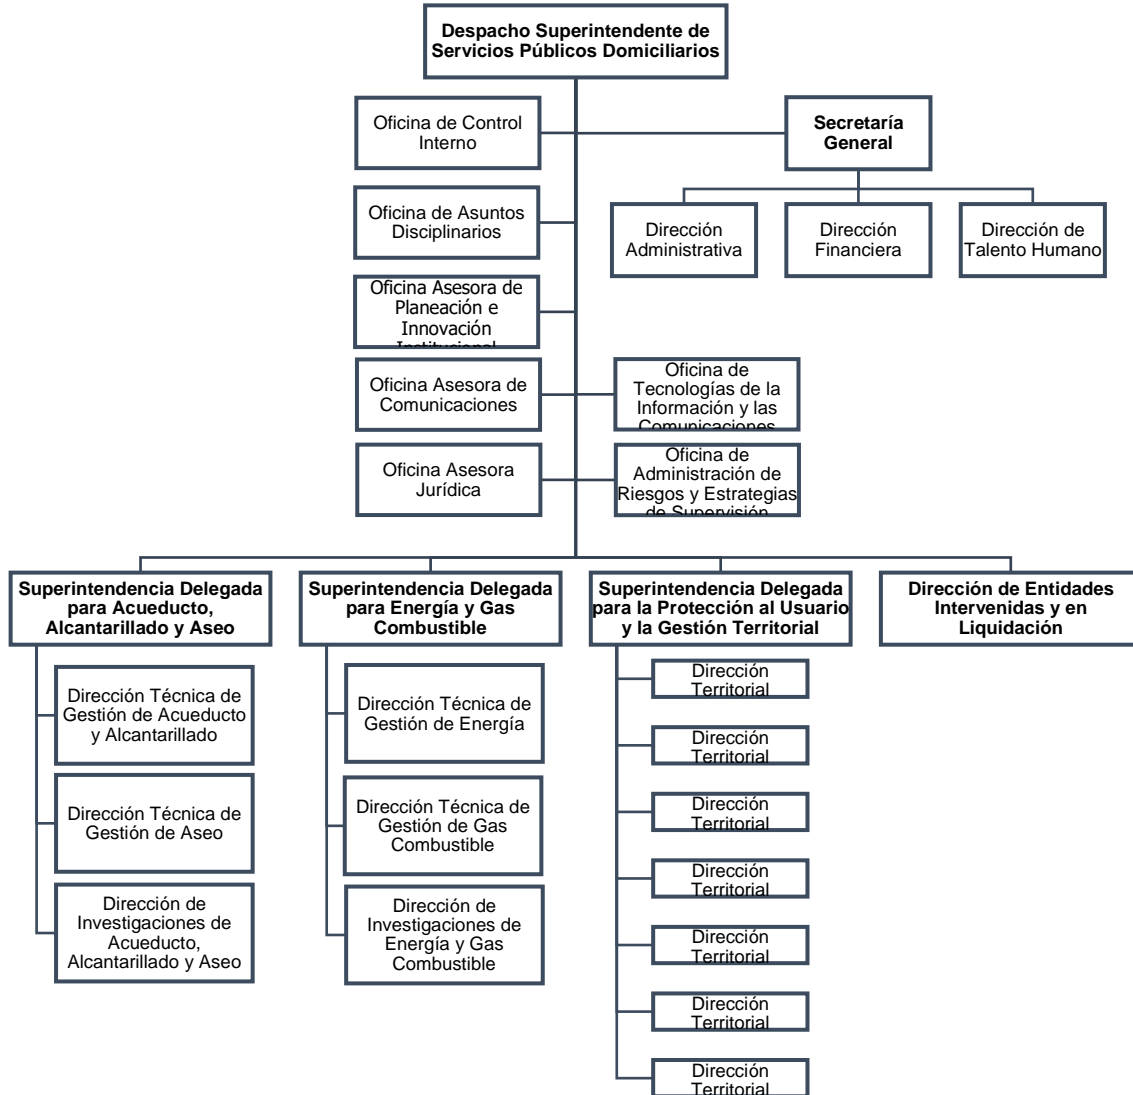 Despacho Superintendente de
Servicios Públicos Domiciliarios
Oficina de Control
Interno
Secretaría
General
Oficina de Asuntos
Disciplinarios
Dirección
Administrativa
Dirección
Financiera
Dirección de
Talento Humano
Oficina Asesora de
Planeación e
Innovación
Institucional
Oficina Asesora de
Comunicaciones
Oficina de
Tecnologías de la
Información y las
Comunicaciones
Oficina Asesora
Jurídica
Oficina de
Administración de
Riesgos y Estrategias
de Supervisión
Superintendencia Delegada
para Acueducto,
Alcantarillado y Aseo
Superintendencia Delegada
para Energía y Gas
Combustible
Superintendencia Delegada
para la Protección al Usuario
y la Gestión Territorial
Dirección de Entidades
Intervenidas y en
Liquidación
Dirección Técnica de
Gestión de Acueducto
y Alcantarillado
Dirección Técnica de
Gestión de Aseo
Dirección de
Investigaciones de
Acueducto,
Alcantarillado y Aseo
Dirección Técnica de
Gestión de Energía
Dirección Técnica de
Gestión de Gas
Combustible
Dirección de
Investigaciones de
Energía y Gas
Combustible
Dirección
Territorial
Dirección
Territorial
Dirección
Territorial
Dirección
Territorial
Dirección
Territorial
Dirección
Territorial
Dirección
Territorial